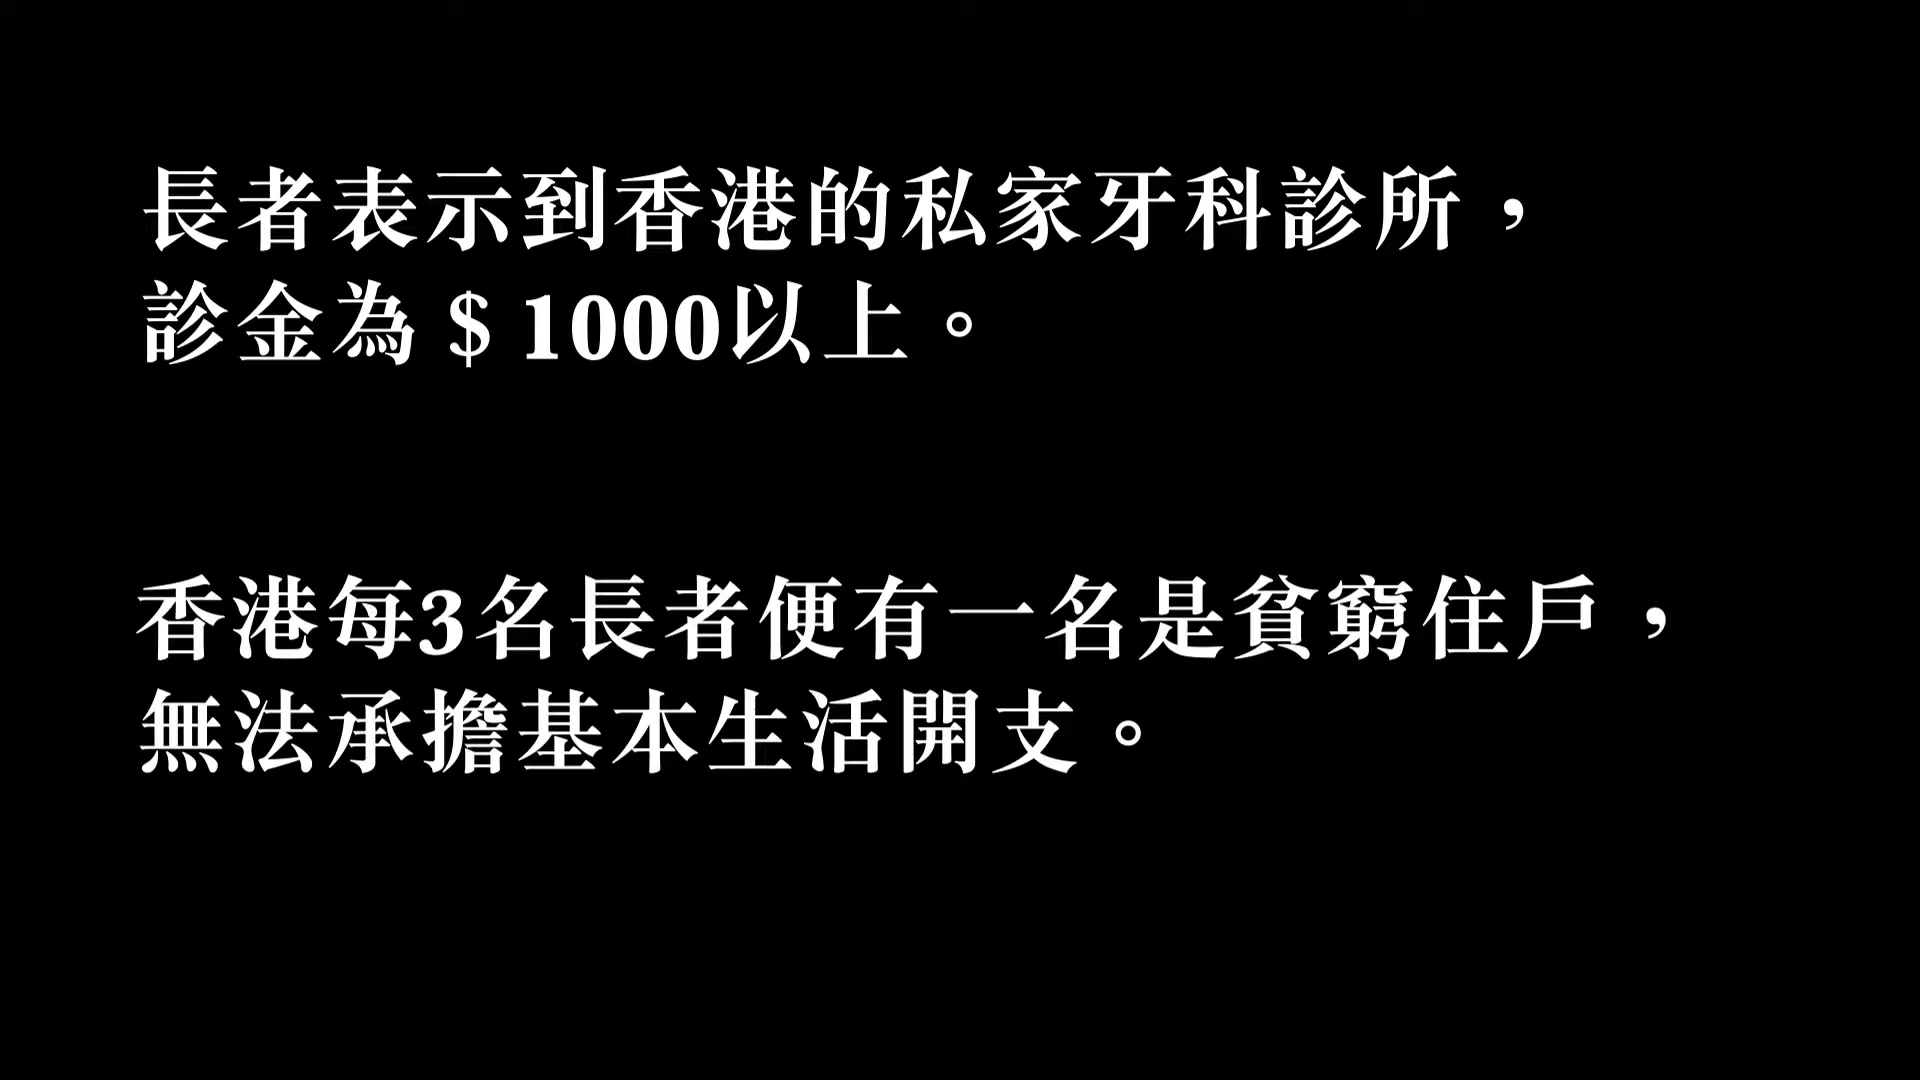 長者表示到香港的私家牙科診所，
診金為＄1000以上。
香港每3名長者便有一名是貧窮住戶，
無法承擔基本生活開支。